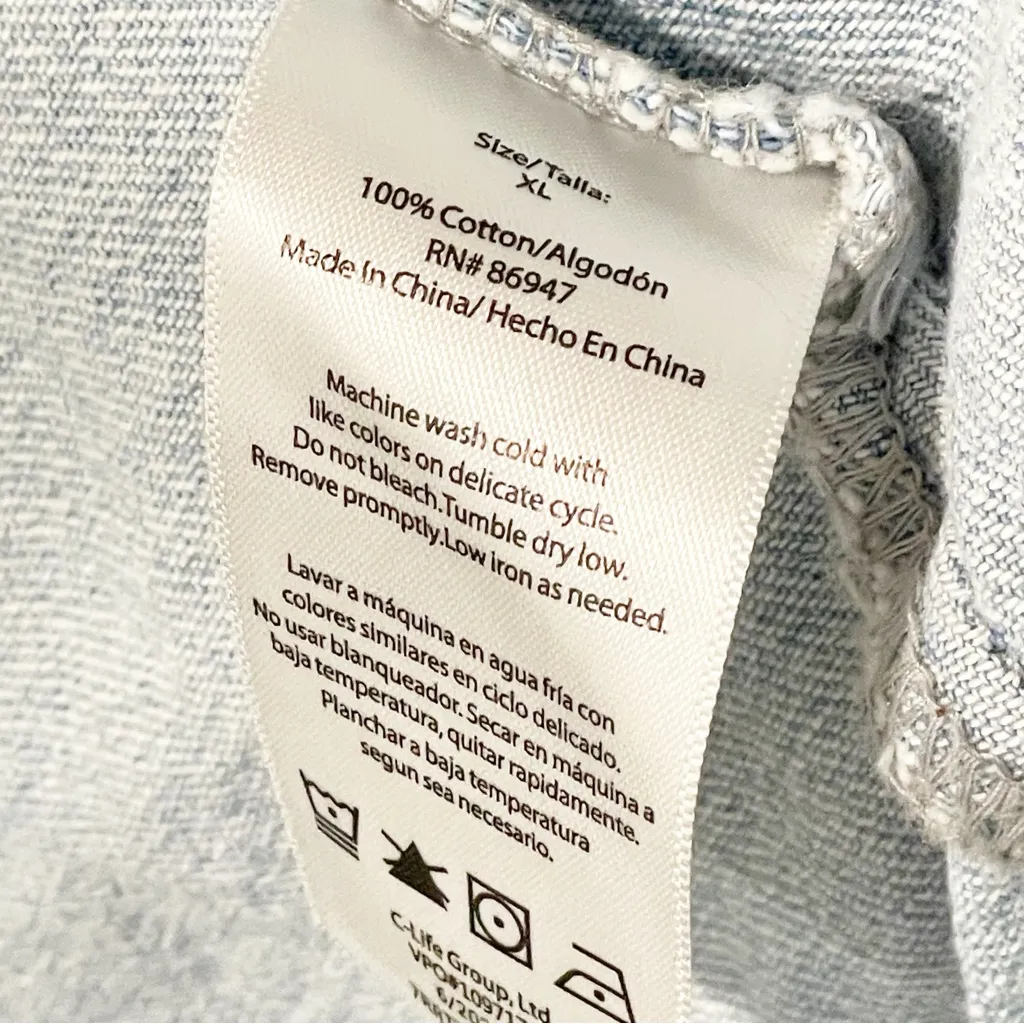 Size/Talla:
XL
100% Cotton/Algodón
RN# 86947
Made In China/ Hecho En China
Machine wash cold with
like colors on delicate cycle.
Do not bleach.Tumble dry low.
Remove promptly.Low iron as needed.
Lavar a máquina en agua fría con
colores similares en ciclo delicado.
No usar blanqueador. Secar en máquina a
baja temperatura, quitar rapidamente.
Planchar a baja temperatura
segun sea necesario.
C-Life Group, Ltd